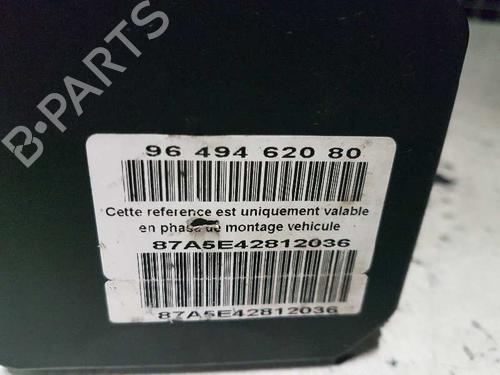 B-PARTS
96 494 620 80
Cette reference est uniquement valable
en phase de montage vehicule
87A5E42812036
87A5E42812036